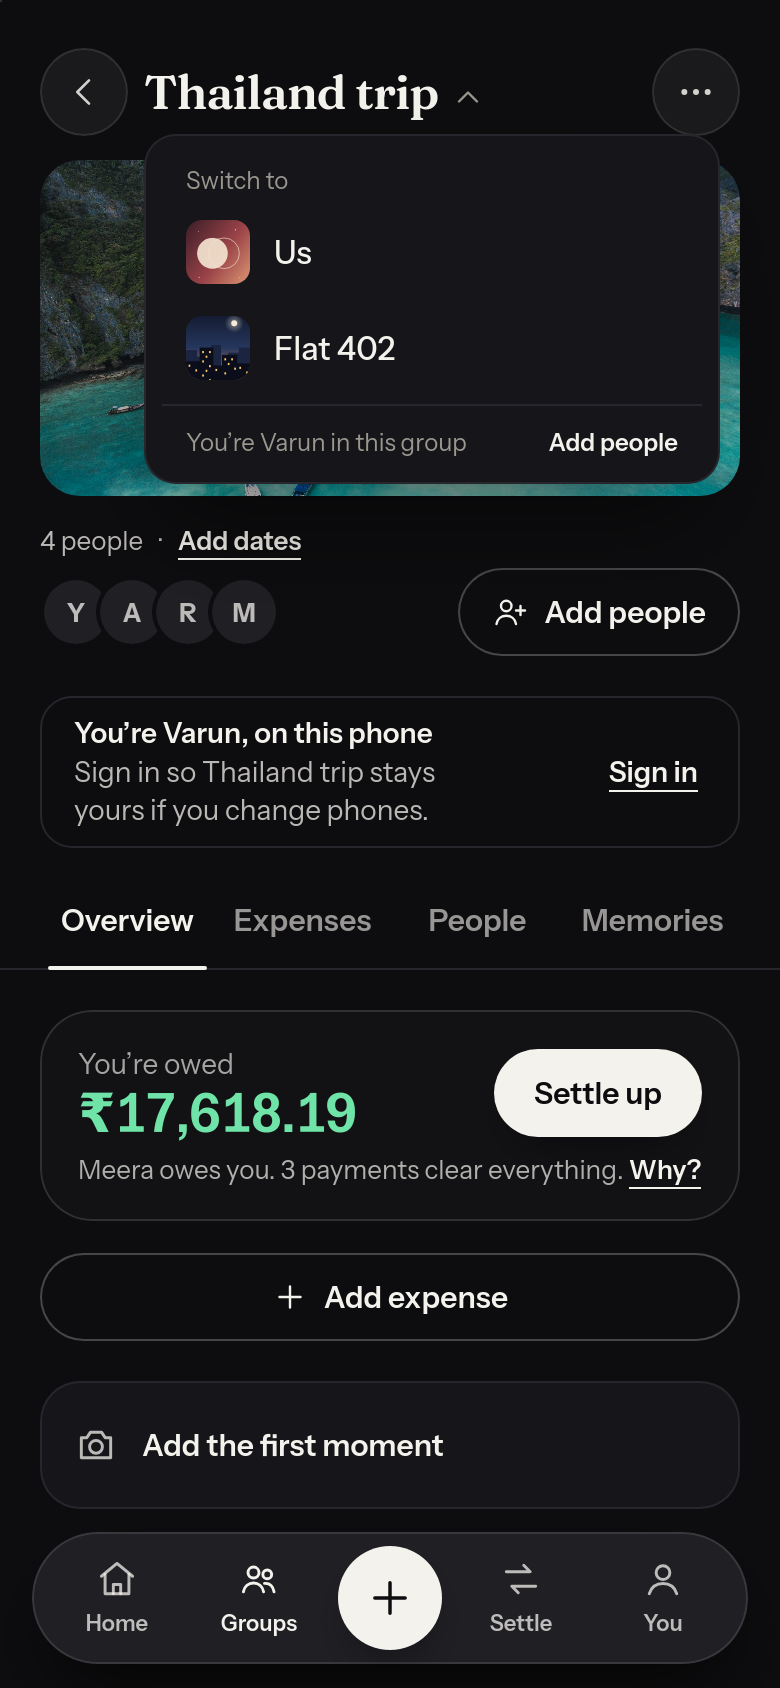 Thailand trip
Switch to
Us
Flat 402
You’re Varun in this group
Add people
4 people · Add dates
Y A R M
Add people
You’re Varun, on this phone
Sign in so Thailand trip stays
yours if you change phones.
Sign in
Overview Expenses People Memories
You’re owed
₹17,618.19
Settle up
Meera owes you. 3 payments clear everything. Why?
Add expense
Add the first moment
Home Groups Settle You